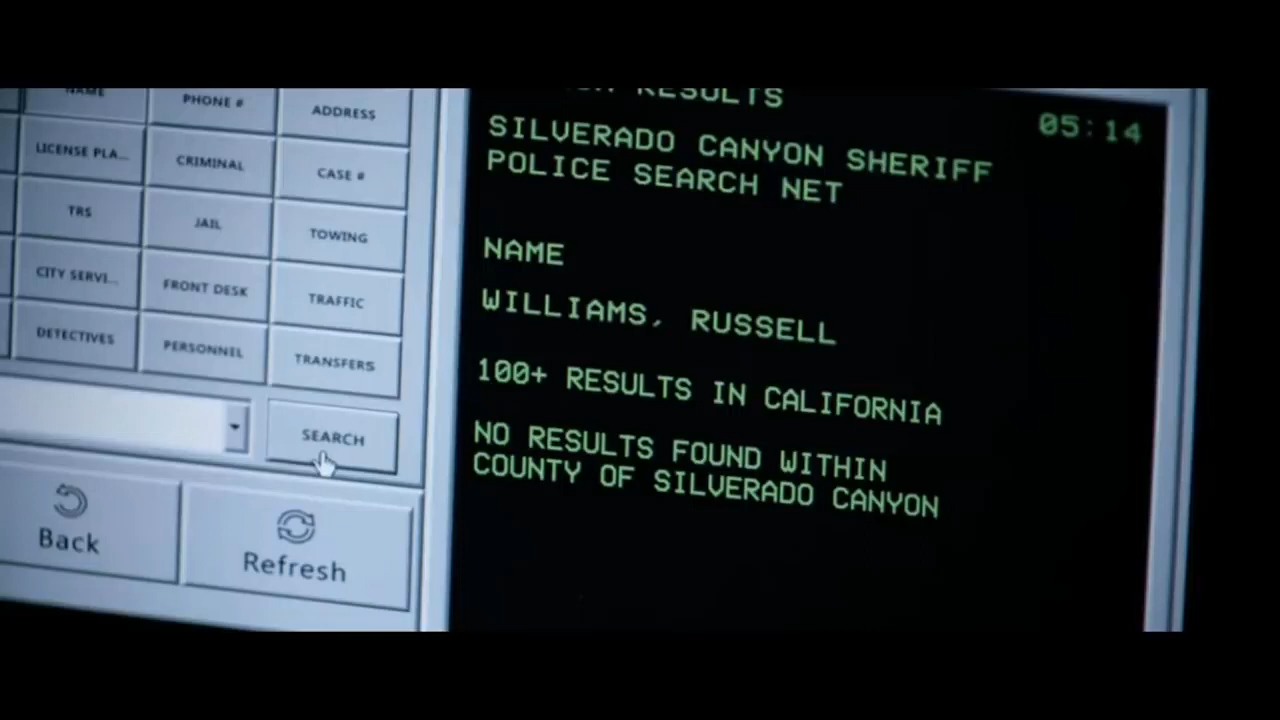 NAME
PHONE #
ADDRESS
LICENSE PLA...
CRIMINAL
CASE #
TRS
JAIL
TOWING
CITY SERVI...
FRONT DESK
TRAFFIC
DETECTIVES
PERSONNEL
TRANSFERS
SEARCH
Back
Refresh
RESULTS
05:14
SILVERADO CANYON SHERIFF
POLICE SEARCH NET
NAME
WILLIAMS, RUSSELL
100+ RESULTS IN CALIFORNIA
NO RESULTS FOUND WITHIN
COUNTY OF SILVERADO CANYON